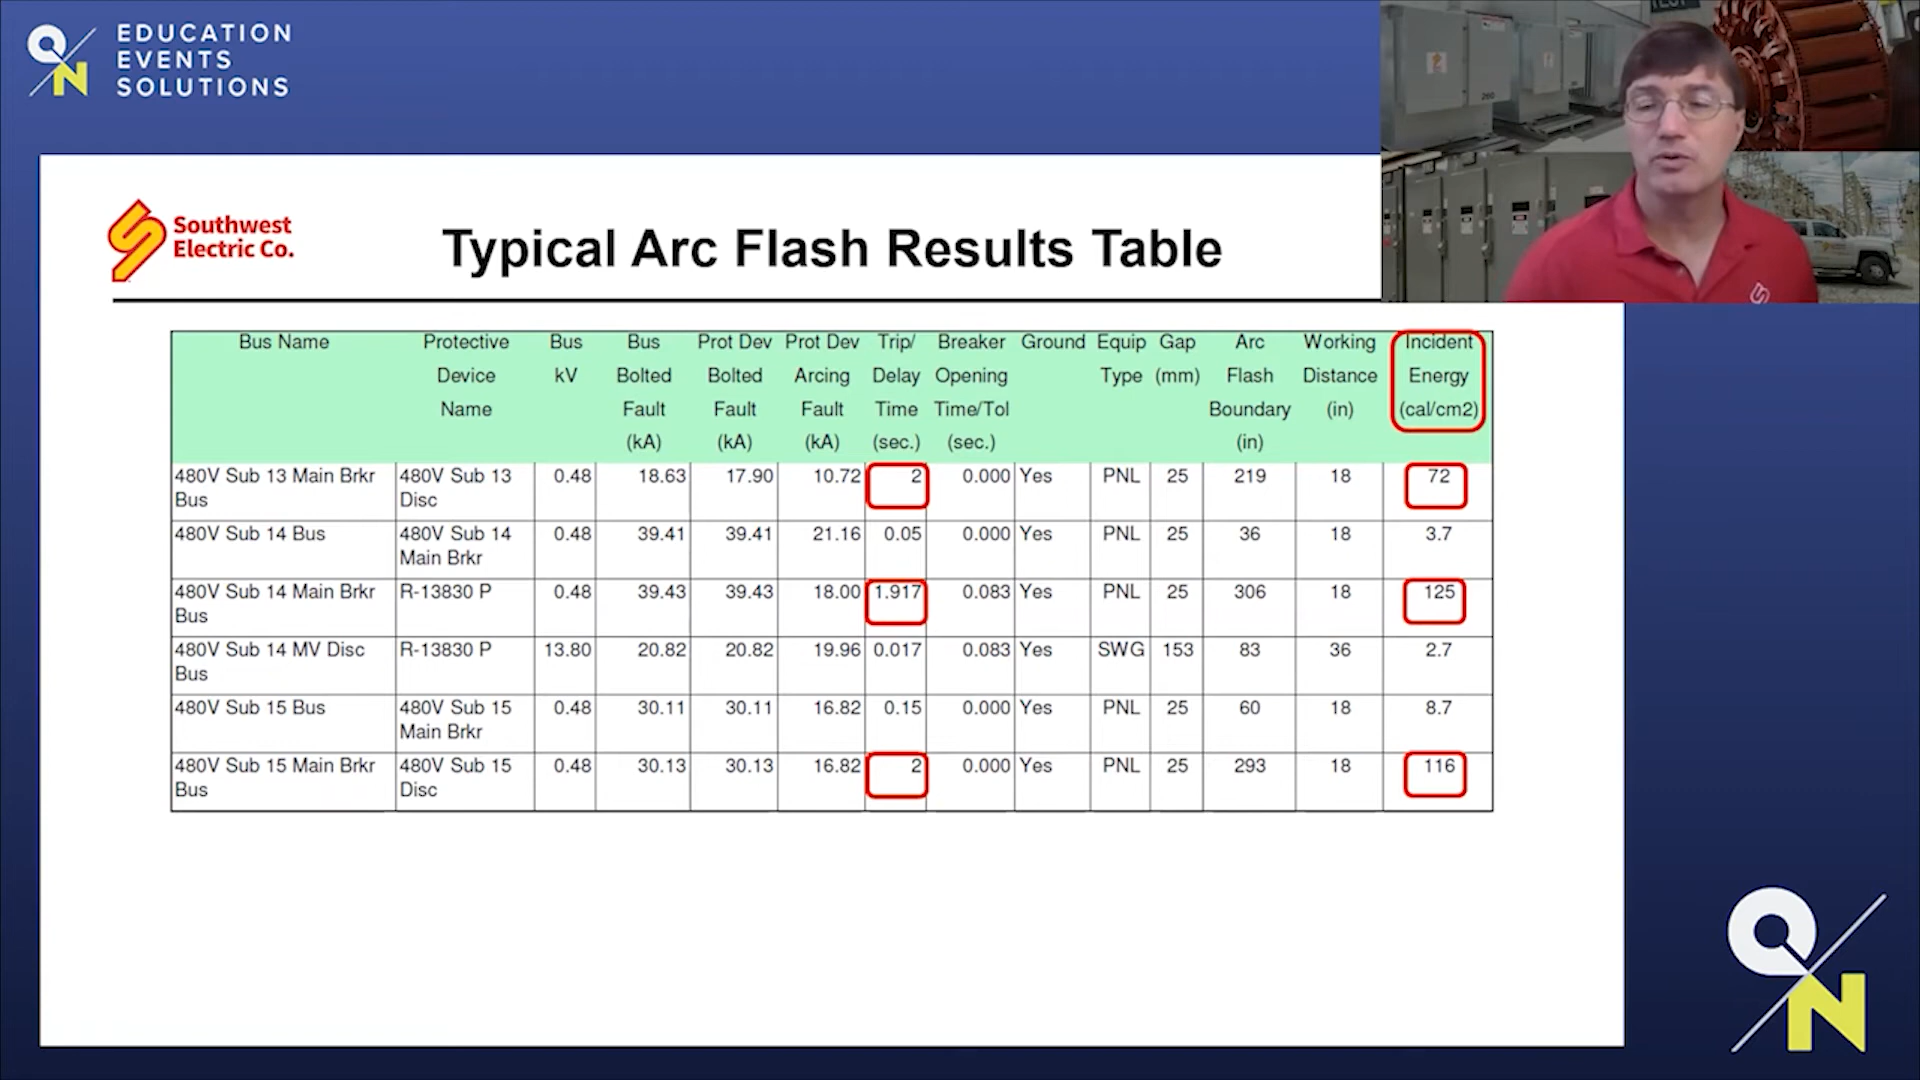 EDUCATION
EVENTS
SOLUTIONS
ON
Southwest
Electric Co.
Typical Arc Flash Results Table
Bus Name Protective Bus Bus Prot Dev Prot Dev Trip/ Breaker Ground Equip Gap Arc Working Incident
Device kV Bolted Bolted Arcing Delay Opening Type (mm) Flash Distance Energy
Name Fault Fault Fault Time Time/Tol Boundary (in) (cal/cm2)
(kA) (kA) (kA) (sec.) (sec.) (in)
480V Sub 13 Main Brkr 480V Sub 13 0.48 18.63 17.90 10.72 2 0.000 Yes PNL 25 219 18 72
Bus Disc
480V Sub 14 Bus 480V Sub 14 0.48 39.41 39.41 21.16 0.05 0.000 Yes PNL 25 36 18 3.7
Main Brkr
480V Sub 14 Main Brkr R-13830 P 0.48 39.43 39.43 18.00 1.917 0.083 Yes PNL 25 306 18 125
Bus
480V Sub 14 MV Disc R-13830 P 13.80 20.82 20.82 19.96 0.017 0.083 Yes SWG 153 83 36 2.7
Bus
480V Sub 15 Bus 480V Sub 15 0.48 30.11 30.11 16.82 0.15 0.000 Yes PNL 25 60 18 8.7
Main Brkr
480V Sub 15 Main Brkr 480V Sub 15 0.48 30.13 30.13 16.82 2 0.000 Yes PNL 25 293 18 116
Bus Disc
ON